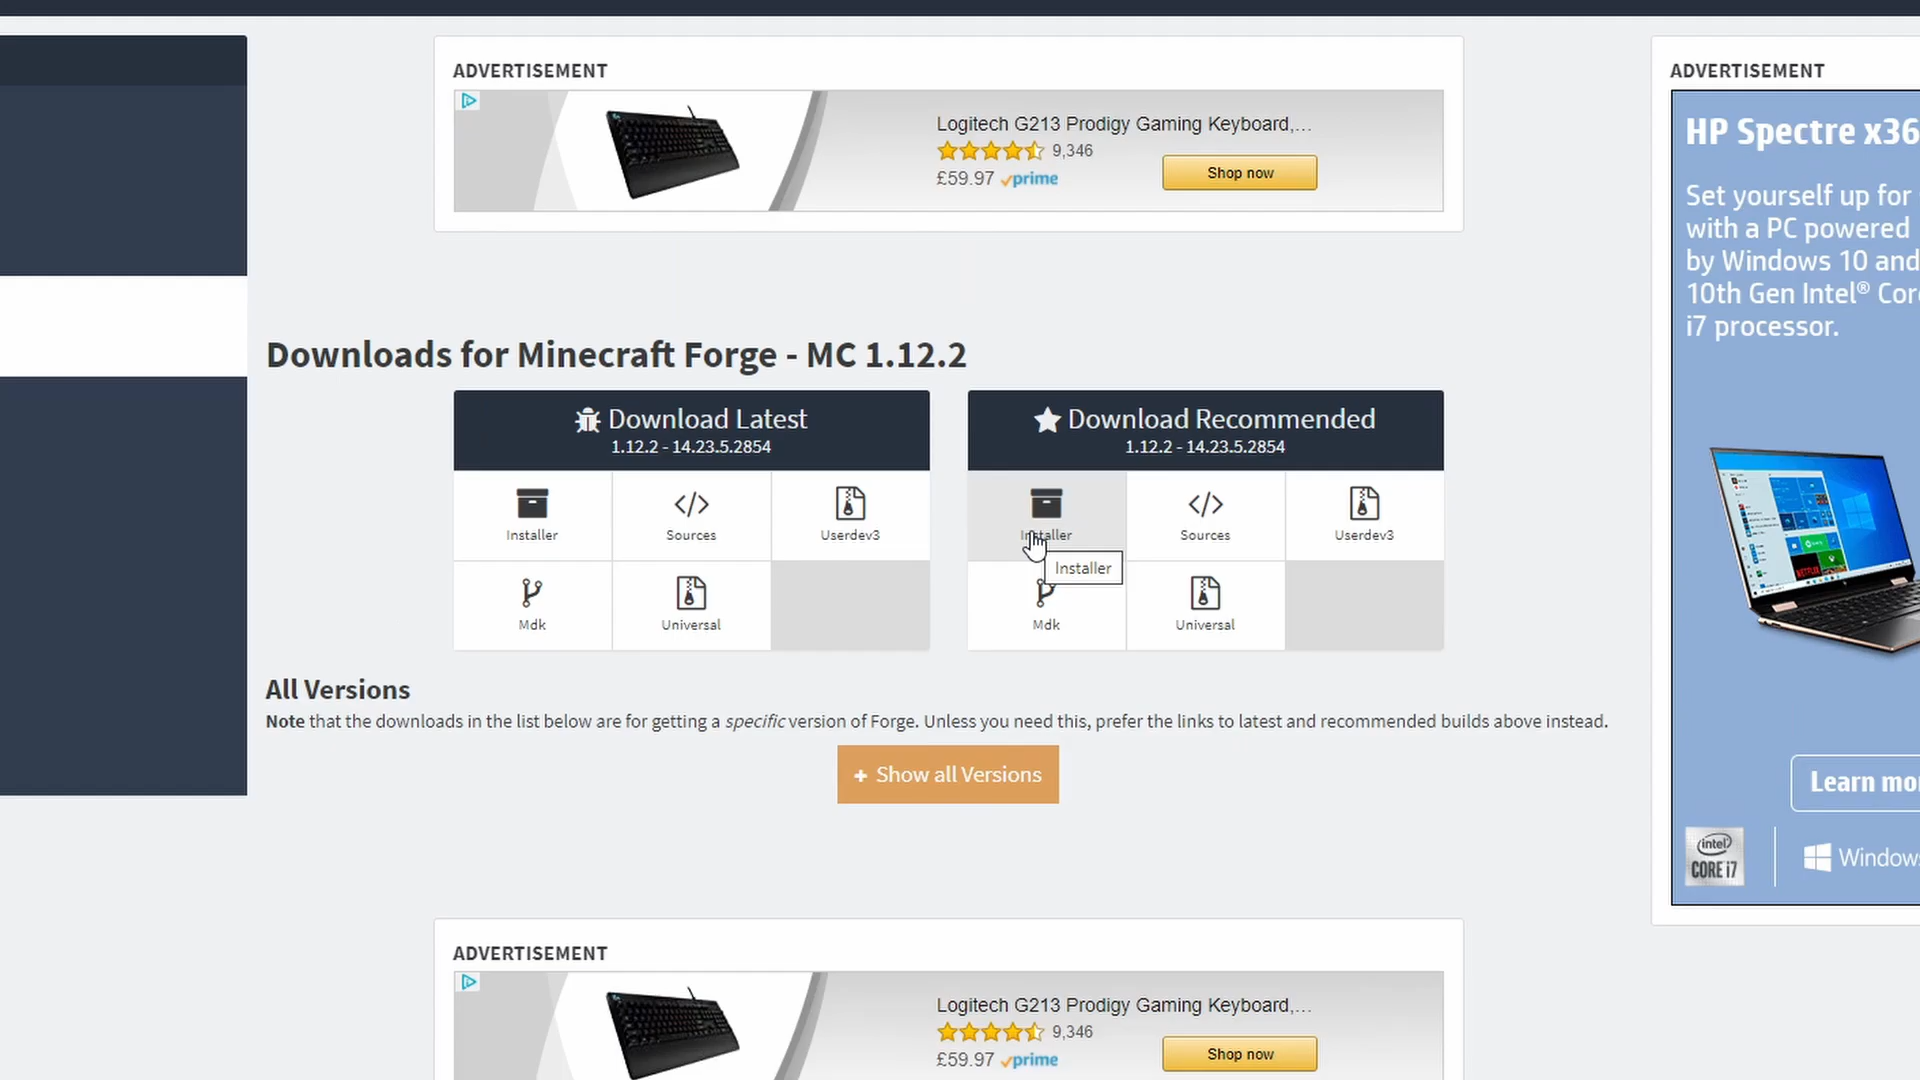 ADVERTISEMENT
Logitech G213 Prodigy Gaming Keyboard,...
9,346
£59.97 prime
Shop now
ADVERTISEMENT
HP Spectre x36
Set yourself up for
with a PC powered
by Windows 10 and
10th Gen Intel® Cor
i7 processor.
Learn mo
intel
CORE i7
Windows
Downloads for Minecraft Forge - MC 1.12.2
Download Latest
1.12.2 - 14.23.5.2854
Installer
Sources
Userdev3
Mdk
Universal
Download Recommended
1.12.2 - 14.23.5.2854
Installer
Sources
Userdev3
Installer
Mdk
Universal
All Versions
Note that the downloads in the list below are for getting a specific version of Forge. Unless you need this, prefer the links to latest and recommended builds above instead.
+ Show all Versions
ADVERTISEMENT
Logitech G213 Prodigy Gaming Keyboard,...
9,346
£59.97 prime
Shop now